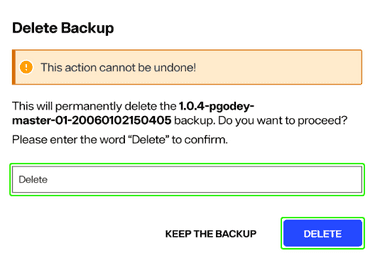 Delete Backup
This action cannot be undone!
This will permanently delete the 1.0.4-pgodey-
master-01-20060102150405 backup. Do you want to proceed?
Please enter the word “Delete” to confirm.
Delete
KEEP THE BACKUP
DELETE